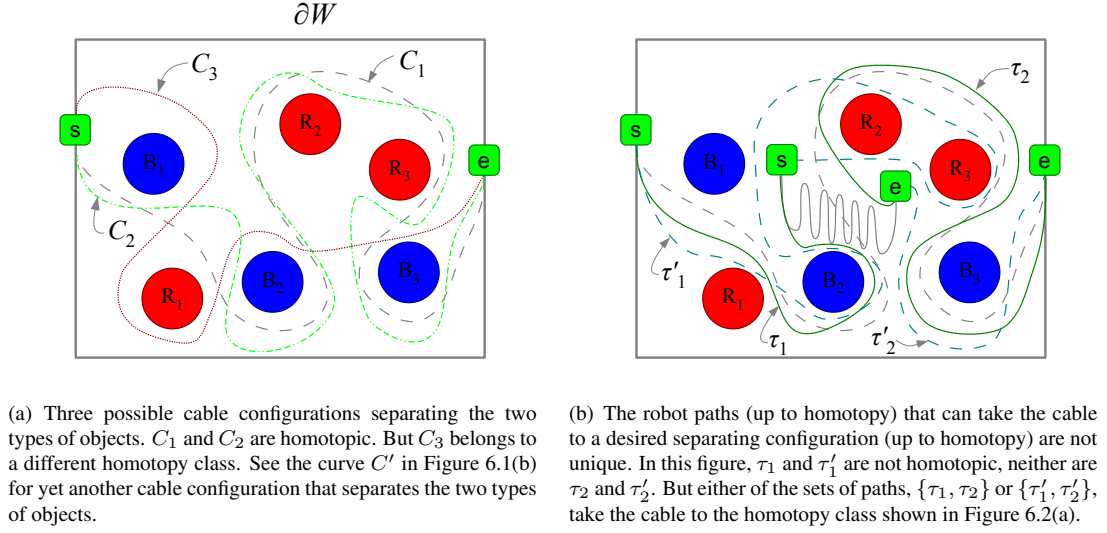 ∂W
C₃
C₁
s
R₂
B₁
R₃
e
C₂
B₂
B₃
R₁
τ₂
s
R₂
B₁
s
e
R₃
e
τ′₁
B₂
B₃
R₁
τ₁
τ′₂
(a) Three possible cable configurations separating the two
types of objects. C₁ and C₂ are homotopic. But C₃ belongs to
a different homotopy class. See the curve C′ in Figure 6.1(b)
for yet another cable configuration that separates the two types
of objects.
(b) The robot paths (up to homotopy) that can take the cable
to a desired separating configuration (up to homotopy) are not
unique. In this figure, τ₁ and τ′₁ are not homotopic, neither are
τ₂ and τ′₂. But either of the sets of paths, {τ₁, τ₂} or {τ′₁, τ′₂},
take the cable to the homotopy class shown in Figure 6.2(a).